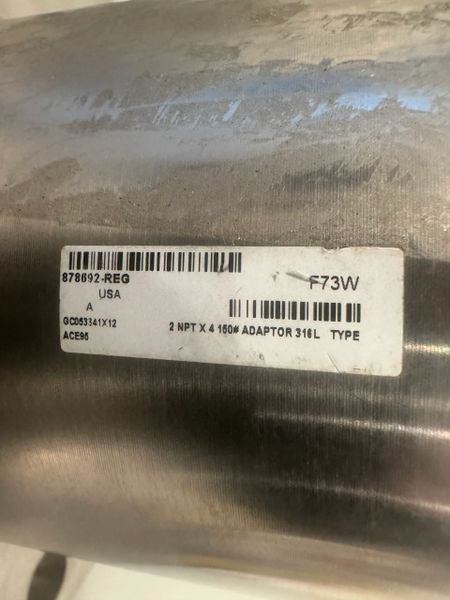 878692-REG
F73W
USA
A
GC053341X12
2 NPT X 4 150# ADAPTOR 316L TYPE
ACE95